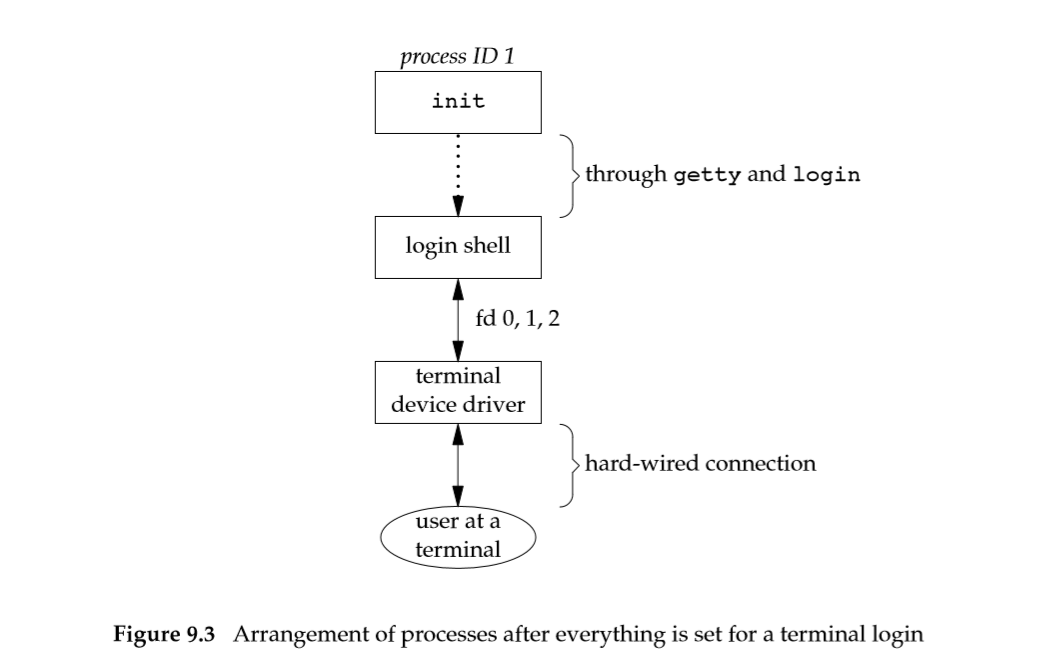 process ID 1
init
through getty and login
login shell
fd 0, 1, 2
terminal
device driver
hard-wired connection
user at a
terminal
Figure 9.3 Arrangement of processes after everything is set for a terminal login